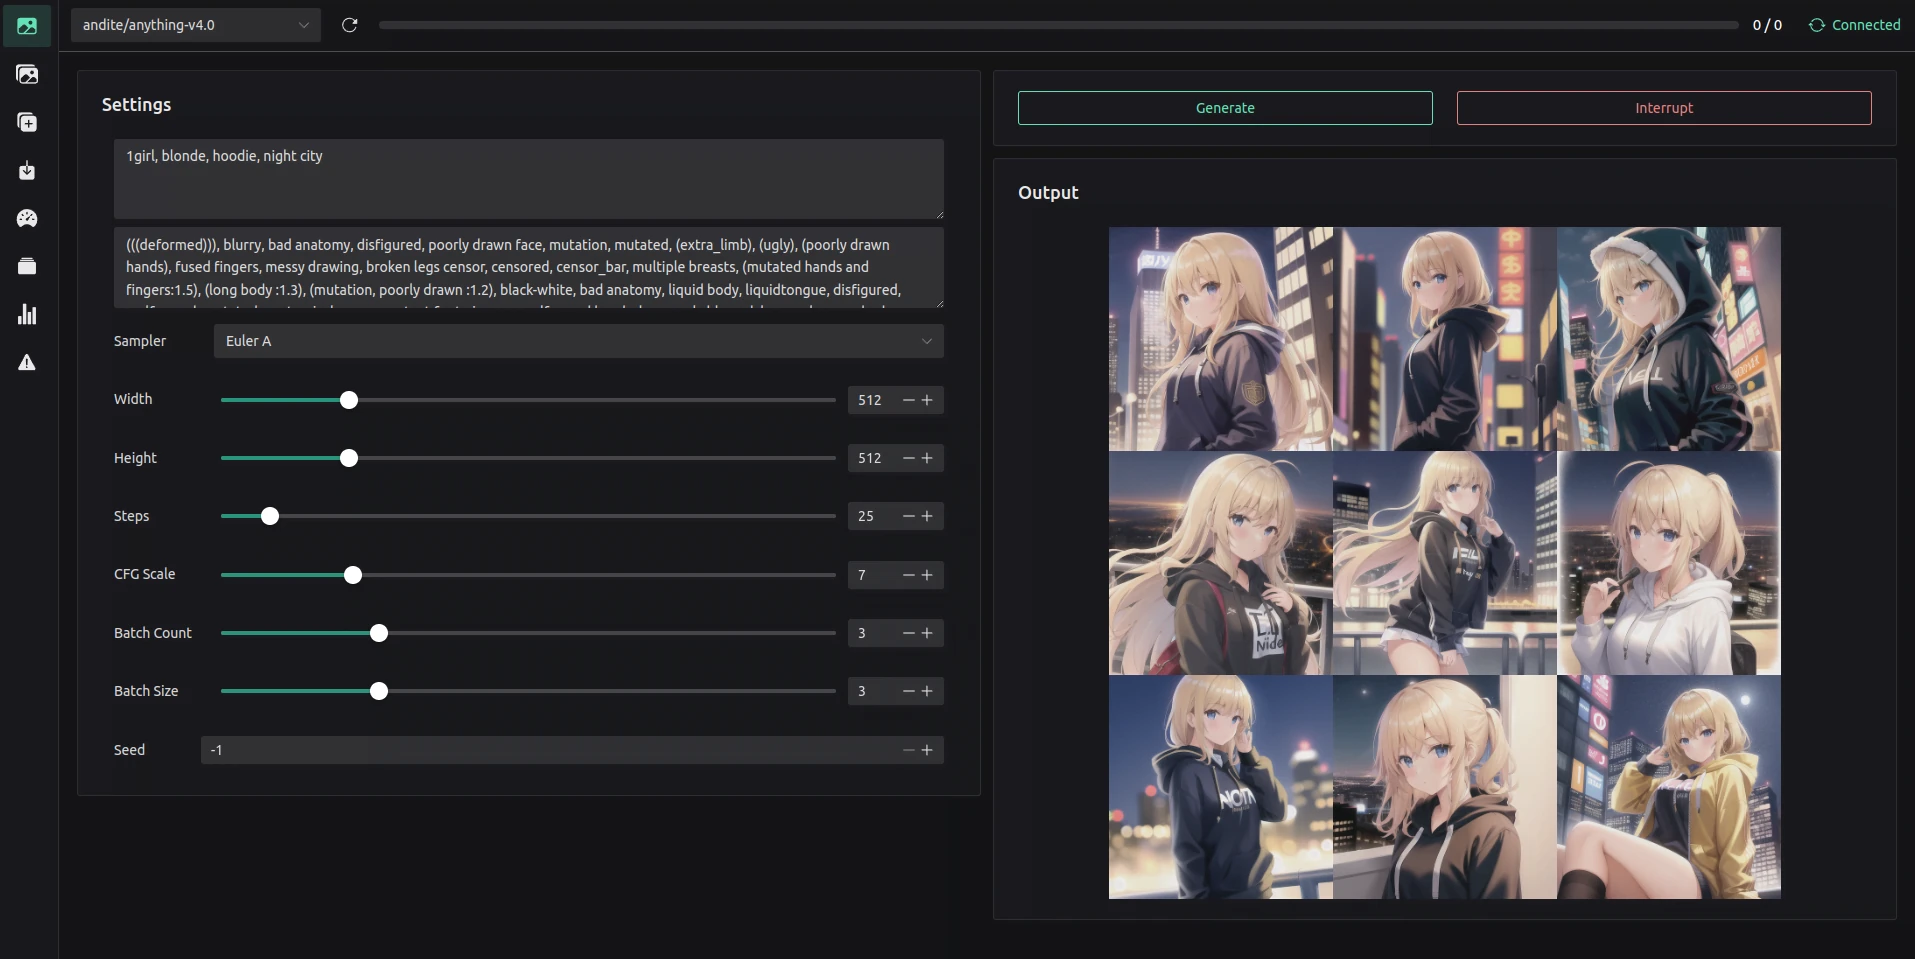 andite/anything-v4.0
0 / 0
Connected
Settings
1girl, blonde, hoodie, night city
(((deformed))), blurry, bad anatomy, disfigured, poorly drawn face, mutation, mutated, (extra_limb), (ugly), (poorly drawn
hands), fused fingers, messy drawing, broken legs censor, censored, censor_bar, multiple breasts, (mutated hands and
fingers:1.5), (long body :1.3), (mutation, poorly drawn :1.2), black-white, bad anatomy, liquid body, liquidtongue, disfigured,
Sampler
Euler A
Width
512
Height
512
Steps
25
CFG Scale
7
Batch Count
3
Batch Size
3
Seed
-1
Generate
Interrupt
Output